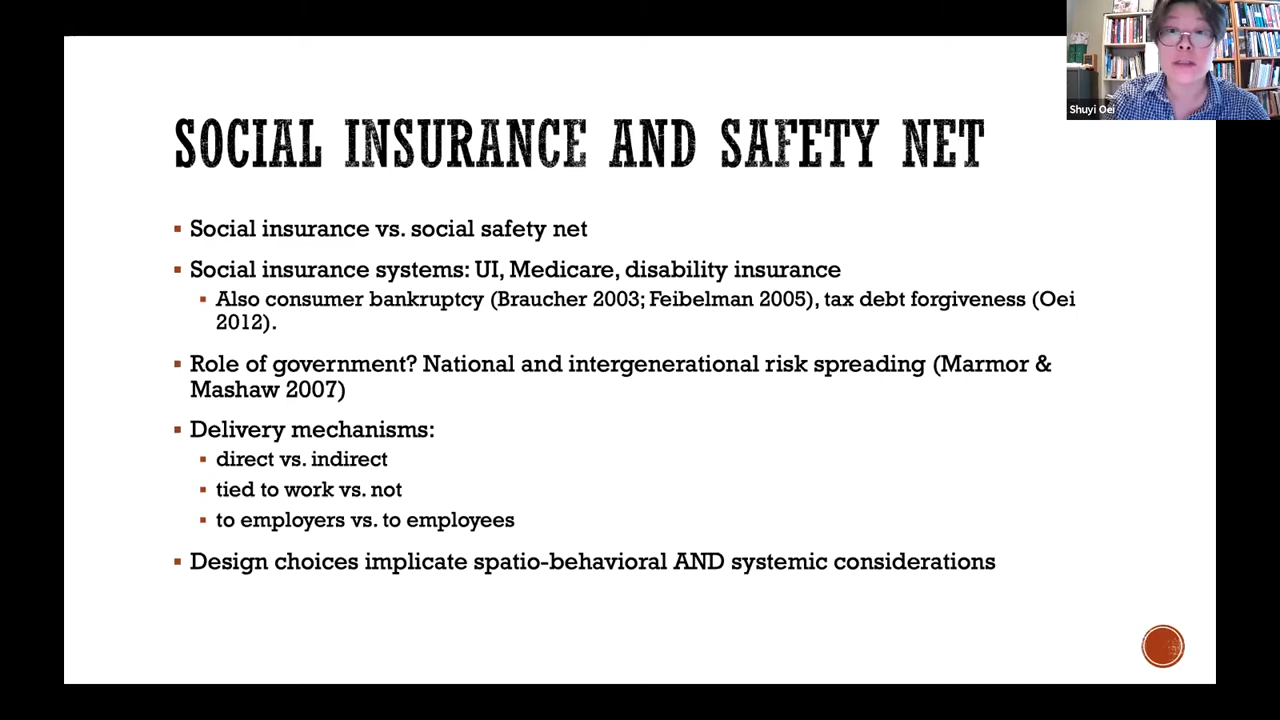 Shuyi Oei
SOCIAL INSURANCE AND SAFETY NET
Social insurance vs. social safety net
Social insurance systems: UI, Medicare, disability insurance
Also consumer bankruptcy (Braucher 2003; Feibelman 2005), tax debt forgiveness (Oei
2012).
Role of government? National and intergenerational risk spreading (Marmor &
Mashaw 2007)
Delivery mechanisms:
direct vs. indirect
tied to work vs. not
to employers vs. to employees
Design choices implicate spatio-behavioral AND systemic considerations